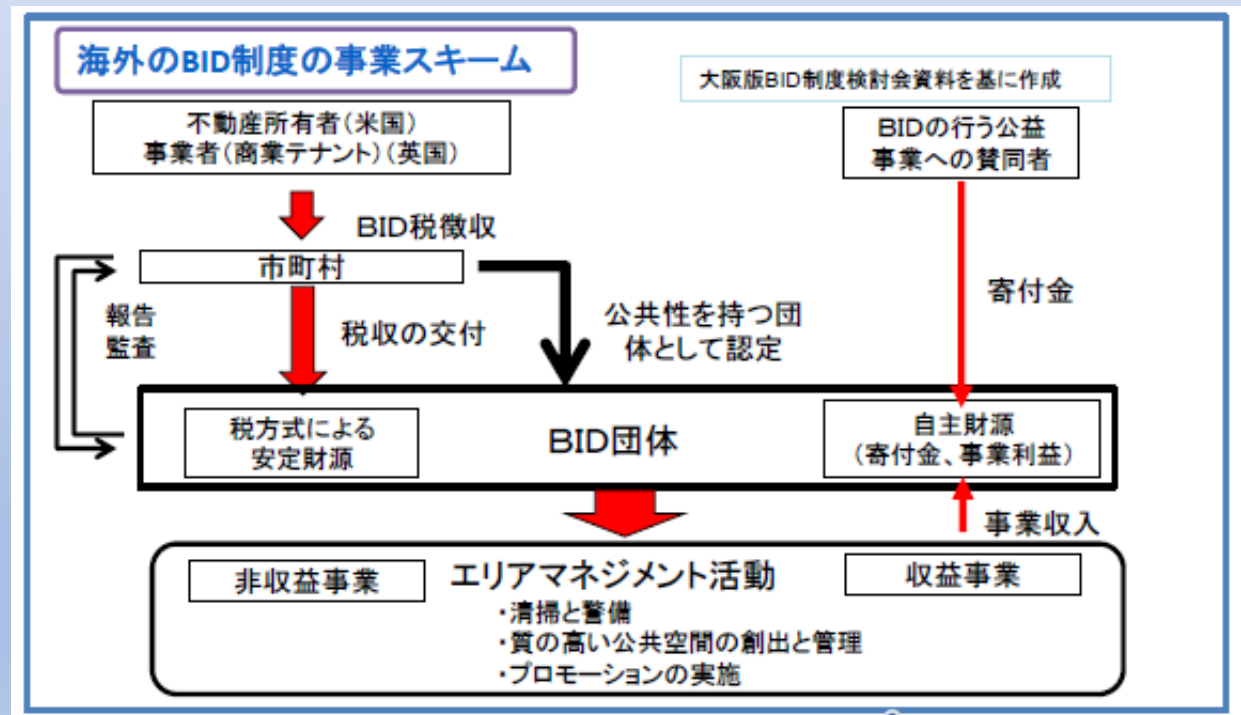 海外のBID制度の事業スキーム
大阪版BID制度検討会資料を基に作成
不動産所有者(米国)
事業者(商業テナント)(英国)
BIDの行う公益
事業への賛同者
BID税徴収
市町村
寄付金
報告
監査
税収の交付
公共性を持つ団
体として認定
税方式による
安定財源
BID団体
自主財源
(寄付金、事業利益)
事業収入
非収益事業
エリアマネジメント活動
収益事業
・清掃と警備
・質の高い公共空間の創出と管理
・プロモーションの実施